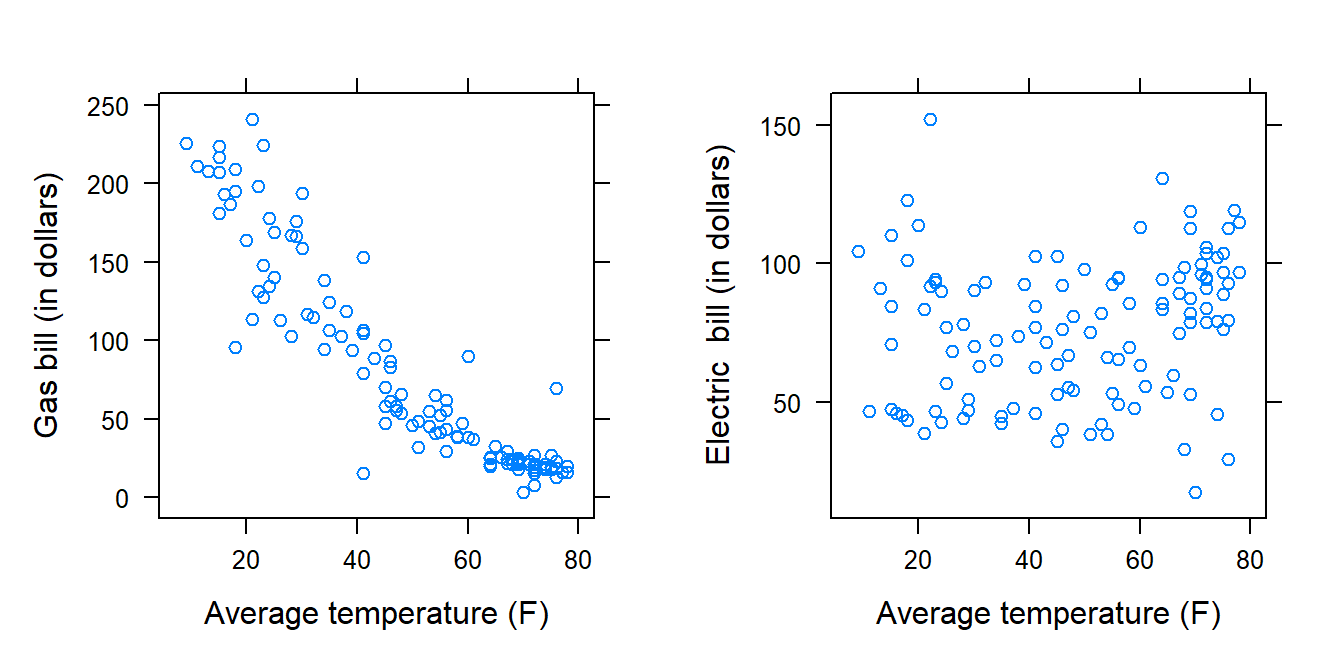 Gas bill (in dollars)
250
200
150
100
50
0
20 40 60 80
Average temperature (F)
Electric  bill (in dollars)
150
100
50
20 40 60 80
Average temperature (F)